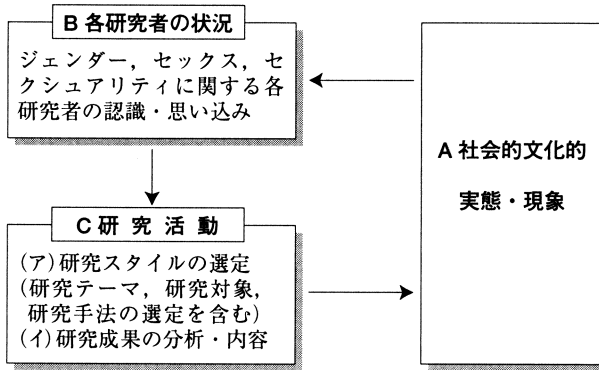 B 各研究者の状況
ジェンダー，セックス，セ
クシュアリティに関する各
研究者の認識・思い込み
C 研 究 活 動
(ア)研究スタイルの選定
(研究テーマ，研究対象，
研究手法の選定を含む)
(イ)研究成果の分析・内容
A 社会的文化的
実態・現象